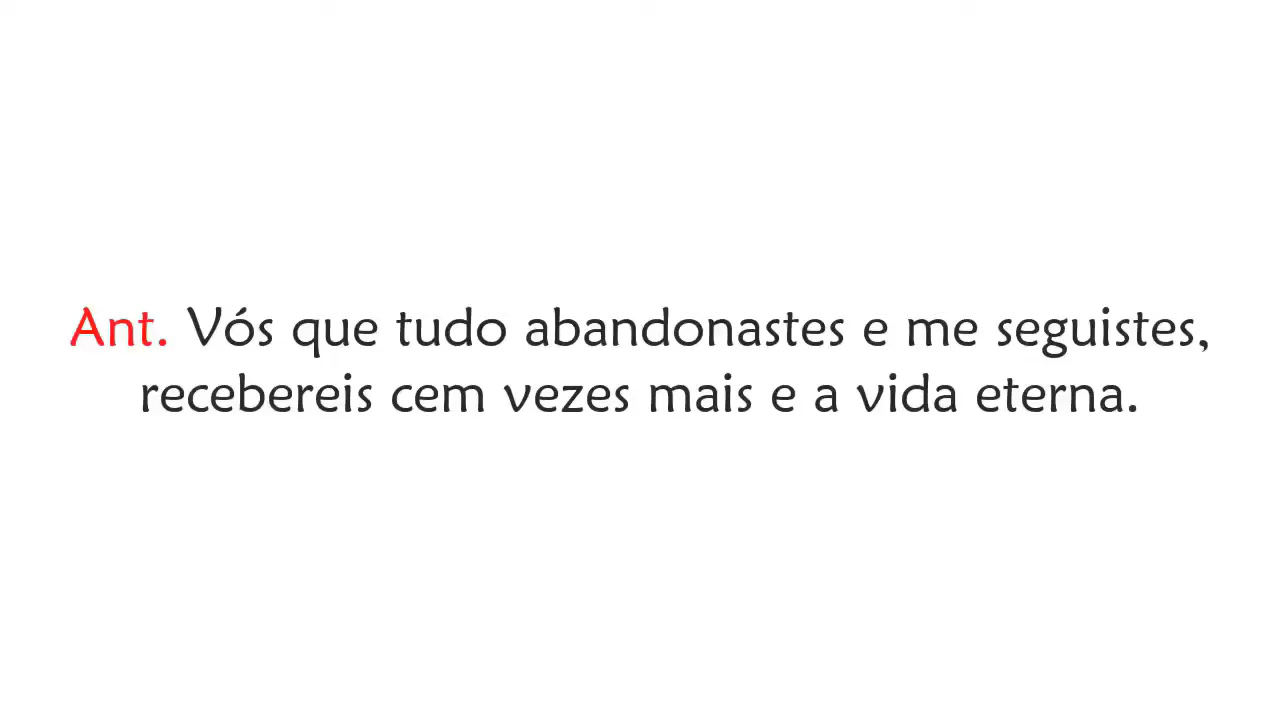 Ant. Vós que tudo abandonastes e me seguistes,
recebereis cem vezes mais e a vida eterna.